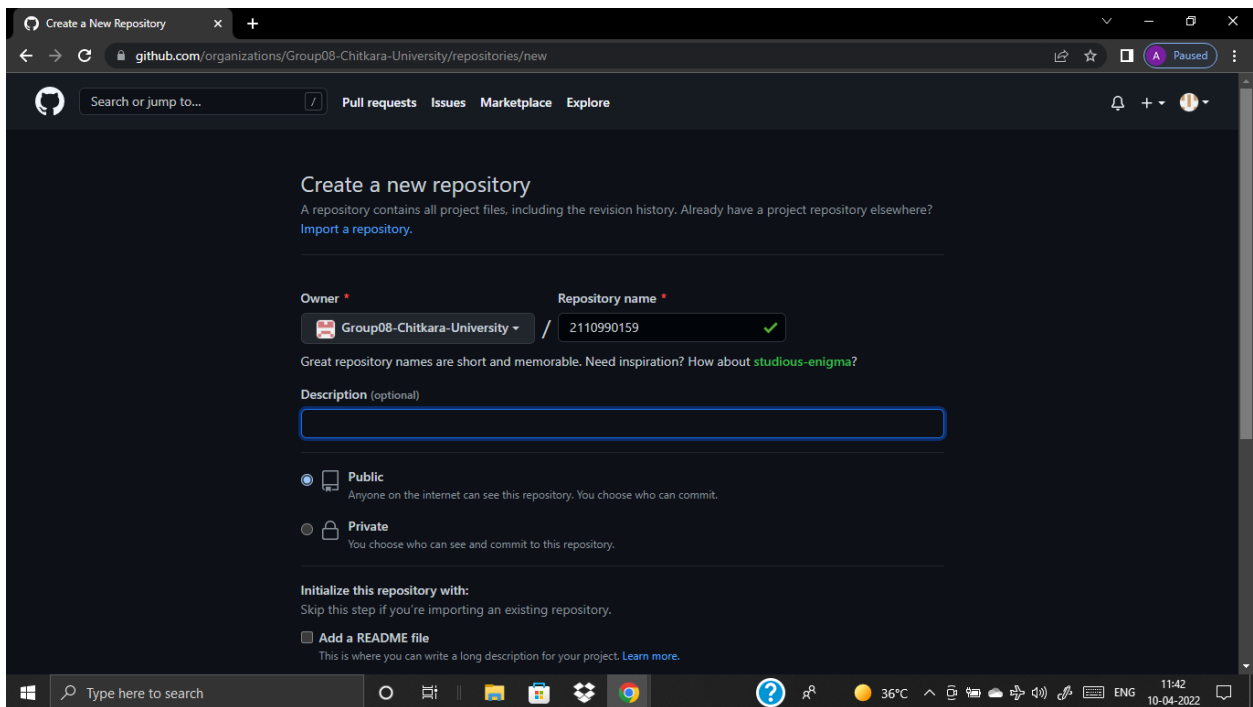 Create a New Repository
github.com/organizations/Group08-Chitkara-University/repositories/new
A Paused
Search or jump to... /
Pull requests Issues Marketplace Explore
Create a new repository
A repository contains all project files, including the revision history. Already have a project repository elsewhere?
Import a repository.
Owner * Repository name *
Group08-Chitkara-University / 2110990159
Great repository names are short and memorable. Need inspiration? How about studious-enigma?
Description (optional)
Public
Anyone on the internet can see this repository. You choose who can commit.
Private
You choose who can see and commit to this repository.
Initialize this repository with:
Skip this step if you're importing an existing repository.
Add a README file
This is where you can write a long description for your project. Learn more.
Type here to search
36°C ENG 11:42
10-04-2022